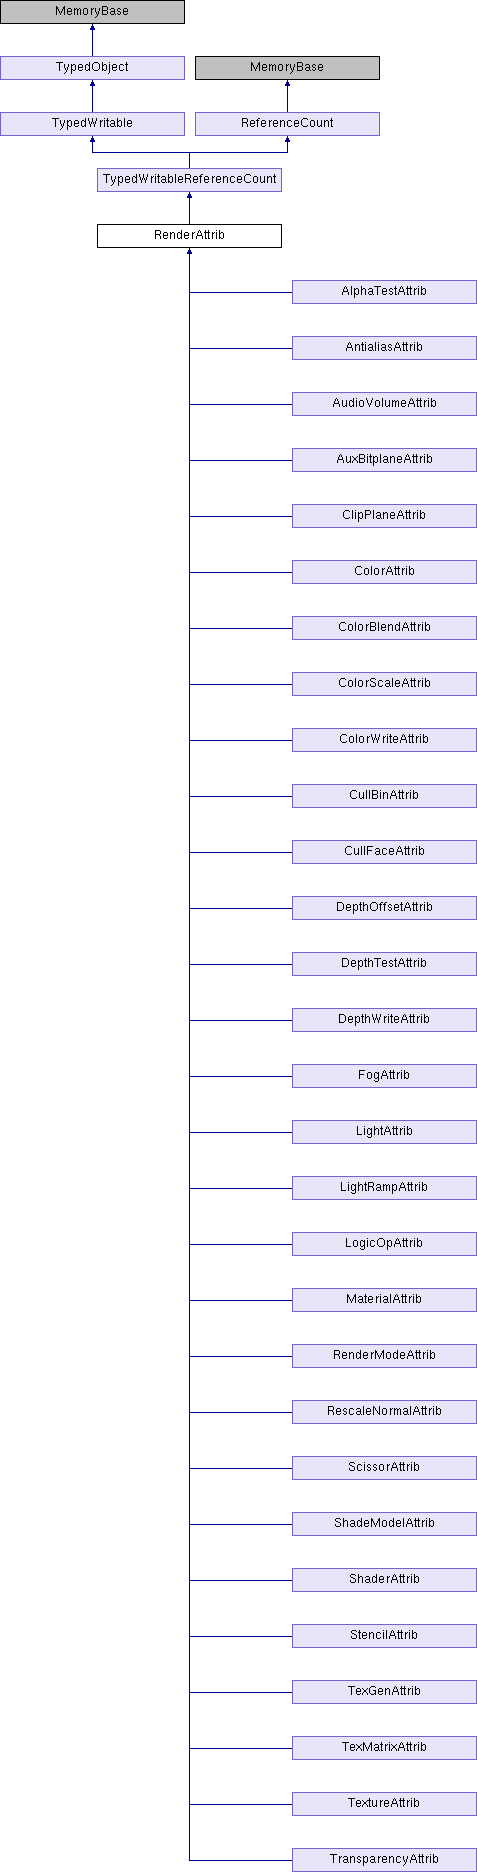 MemoryBase
TypedObject
MemoryBase
TypedWritable
ReferenceCount
TypedWritableReferenceCount
RenderAttrib
AlphaTestAttrib
AntialiasAttrib
AudioVolumeAttrib
AuxBitplaneAttrib
ClipPlaneAttrib
ColorAttrib
ColorBlendAttrib
ColorScaleAttrib
ColorWriteAttrib
CullBinAttrib
CullFaceAttrib
DepthOffsetAttrib
DepthTestAttrib
DepthWriteAttrib
FogAttrib
LightAttrib
LightRampAttrib
LogicOpAttrib
MaterialAttrib
RenderModeAttrib
RescaleNormalAttrib
ScissorAttrib
ShadeModelAttrib
ShaderAttrib
StencilAttrib
TexGenAttrib
TexMatrixAttrib
TextureAttrib
TransparencyAttrib